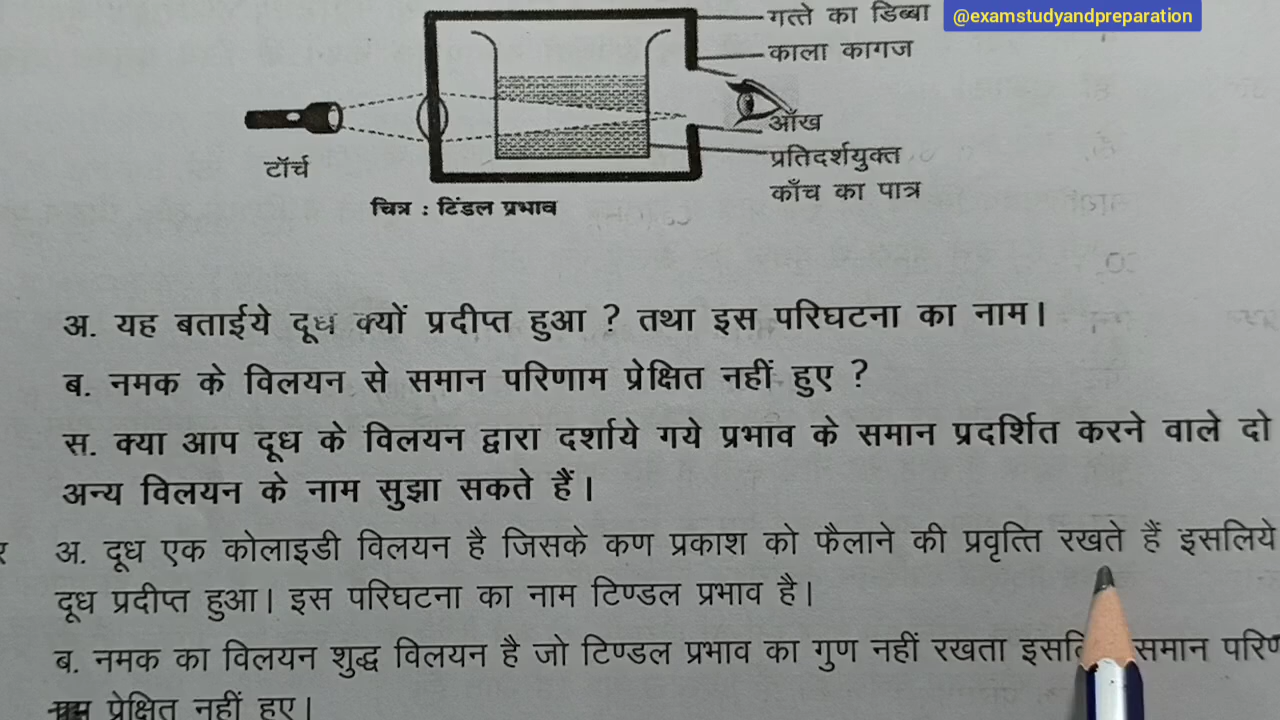 गत्ते का डिब्बा
@examstudyandpreparation
काला कागज
आँख
टॉर्च
प्रतिदर्शयुक्त
काँच का पात्र
चित्र : टिंडल प्रभाव
अ. यह बताईये दूध क्यों प्रदीप्त हुआ ? तथा इस परिघटना का नाम।
ब. नमक के विलयन से समान परिणाम प्रेक्षित नहीं हुए ?
स. क्या आप दूध के विलयन द्वारा दर्शाये गये प्रभाव के समान प्रदर्शित करने वाले दो
अन्य विलयन के नाम सुझा सकते हैं।
अ. दूध एक कोलाइडी विलयन है जिसके कण प्रकाश को फैलाने की प्रवृत्ति रखते हैं इसलिये
दूध प्रदीप्त हुआ। इस परिघटना का नाम टिण्डल प्रभाव है।
ब. नमक का विलयन शुद्ध विलयन है जो टिण्डल प्रभाव का गुण नहीं रखता समान
प्रेक्षित नहीं हुए।